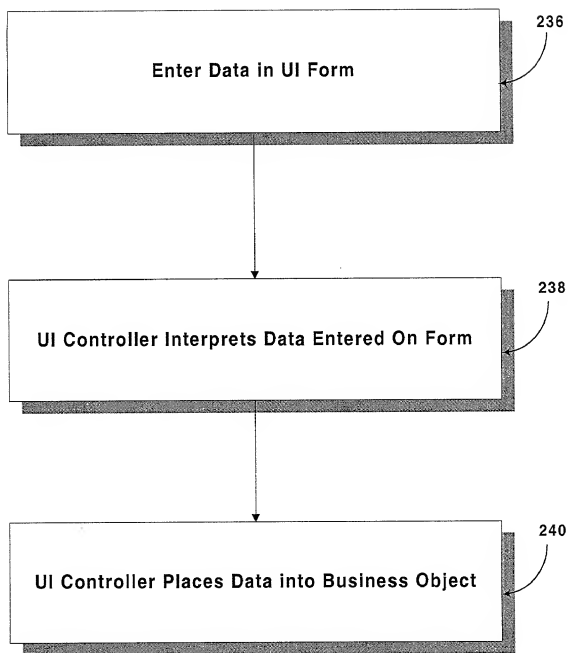 236
Enter Data in UI Form
238
UI Controller Interprets Data Entered On Form
240
UI Controller Places Data into Business Object